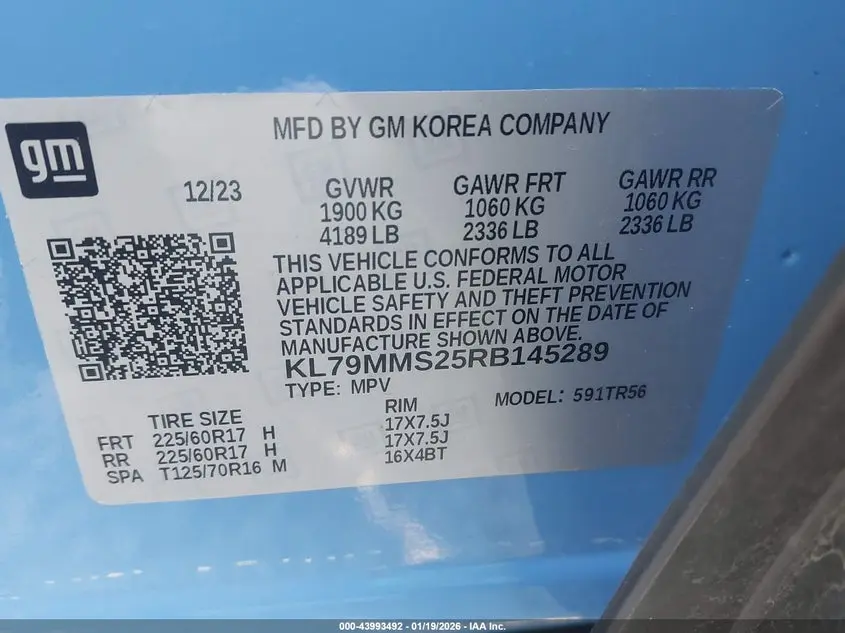 gm
MFD BY GM KOREA COMPANY
12/23
GVWR
1900 KG
4189 LB
GAWR FRT
1060 KG
2336 LB
GAWR RR
1060 KG
2336 LB
THIS VEHICLE CONFORMS TO ALL
APPLICABLE U.S. FEDERAL MOTOR
VEHICLE SAFETY AND THEFT PREVENTION
STANDARDS IN EFFECT ON THE DATE OF
MANUFACTURE SHOWN ABOVE.
KL79MMS25RB145289
TYPE: MPV
MODEL: 591TR56
TIRE SIZE RIM
FRT 225/60R17 H 17X7.5J
RR 225/60R17 H 17X7.5J
SPA T125/70R16 M 16X4BT
000-43993492 - 01/19/2026 - IAA Inc.